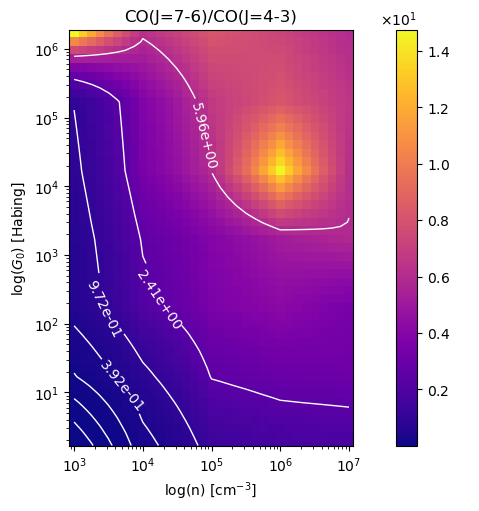 CO(J=7-6)/CO(J=4-3)
×10¹
10⁶
10⁵
10⁴
10³
10²
10¹
log(G₀) [Habing]
5.96e+00
2.41e+00
9.72e-01
3.92e-01
1.4
1.2
1.0
0.8
0.6
0.4
0.2
10³
10⁴
10⁵
10⁶
10⁷
log(n) [cm⁻³]